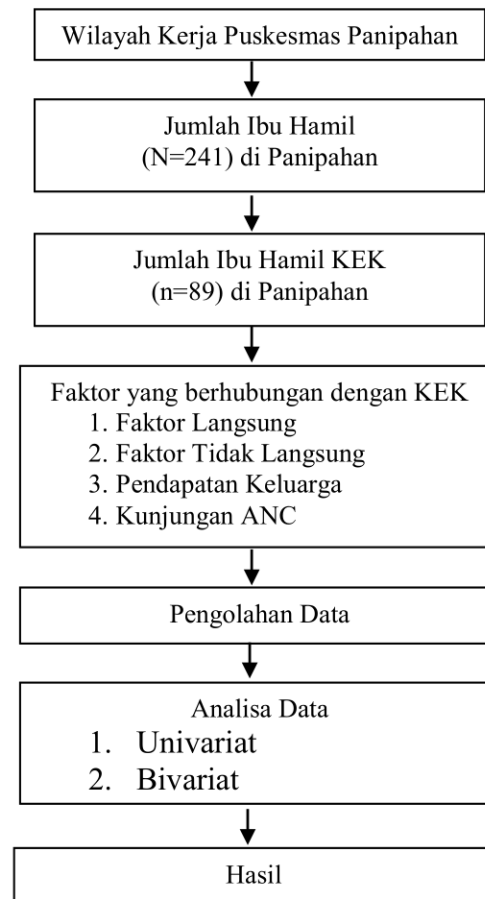 Wilayah Kerja Puskesmas Panipahan
Jumlah Ibu Hamil
(N=241) di Panipahan
Jumlah Ibu Hamil KEK
(n=89) di Panipahan
Faktor yang berhubungan dengan KEK
1. Faktor Langsung
2. Faktor Tidak Langsung
3. Pendapatan Keluarga
4. Kunjungan ANC
Pengolahan Data
Analisa Data
1. Univariat
2. Bivariat
Hasil